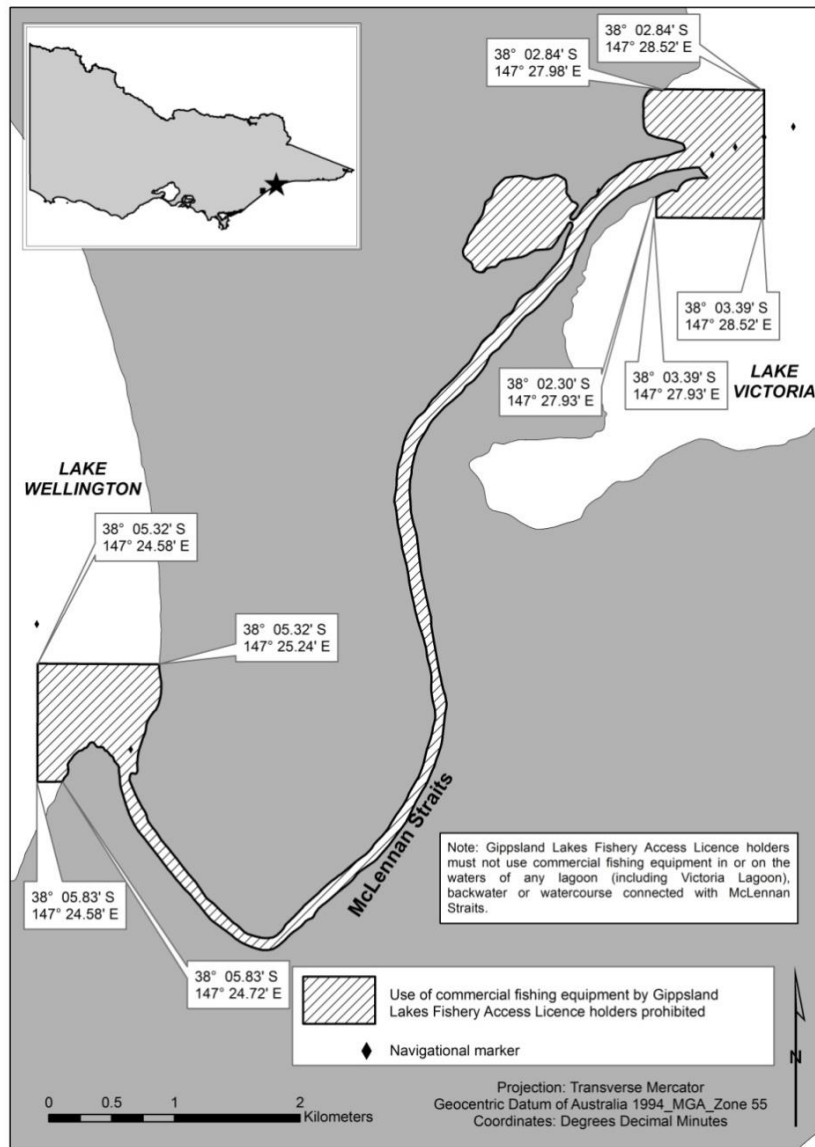 38° 02.84' S
147° 28.52' E
38° 02.84' S
147° 27.98' E
38° 03.39' S
147° 28.52' E
38° 02.30' S
147° 27.93' E
38° 03.39' S
147° 27.93' E
LAKE
VICTORIA
LAKE
WELLINGTON
38° 05.32' S
147° 24.58' E
38° 05.32' S
147° 25.24' E
McLennan Straits
Note: Gippsland Lakes Fishery Access Licence holders
must not use commercial fishing equipment in or on the
waters of any lagoon (including Victoria Lagoon),
backwater or watercourse connected with McLennan
Straits.
38° 05.83' S
147° 24.58' E
38° 05.83' S
147° 24.72' E
Use of commercial fishing equipment by Gippsland
Lakes Fishery Access Licence holders prohibited
Navigational marker
N
0 0.5 1 2
Kilometers
Projection: Transverse Mercator
Geocentric Datum of Australia 1994_MGA_Zone 55
Coordinates: Degrees Decimal Minutes